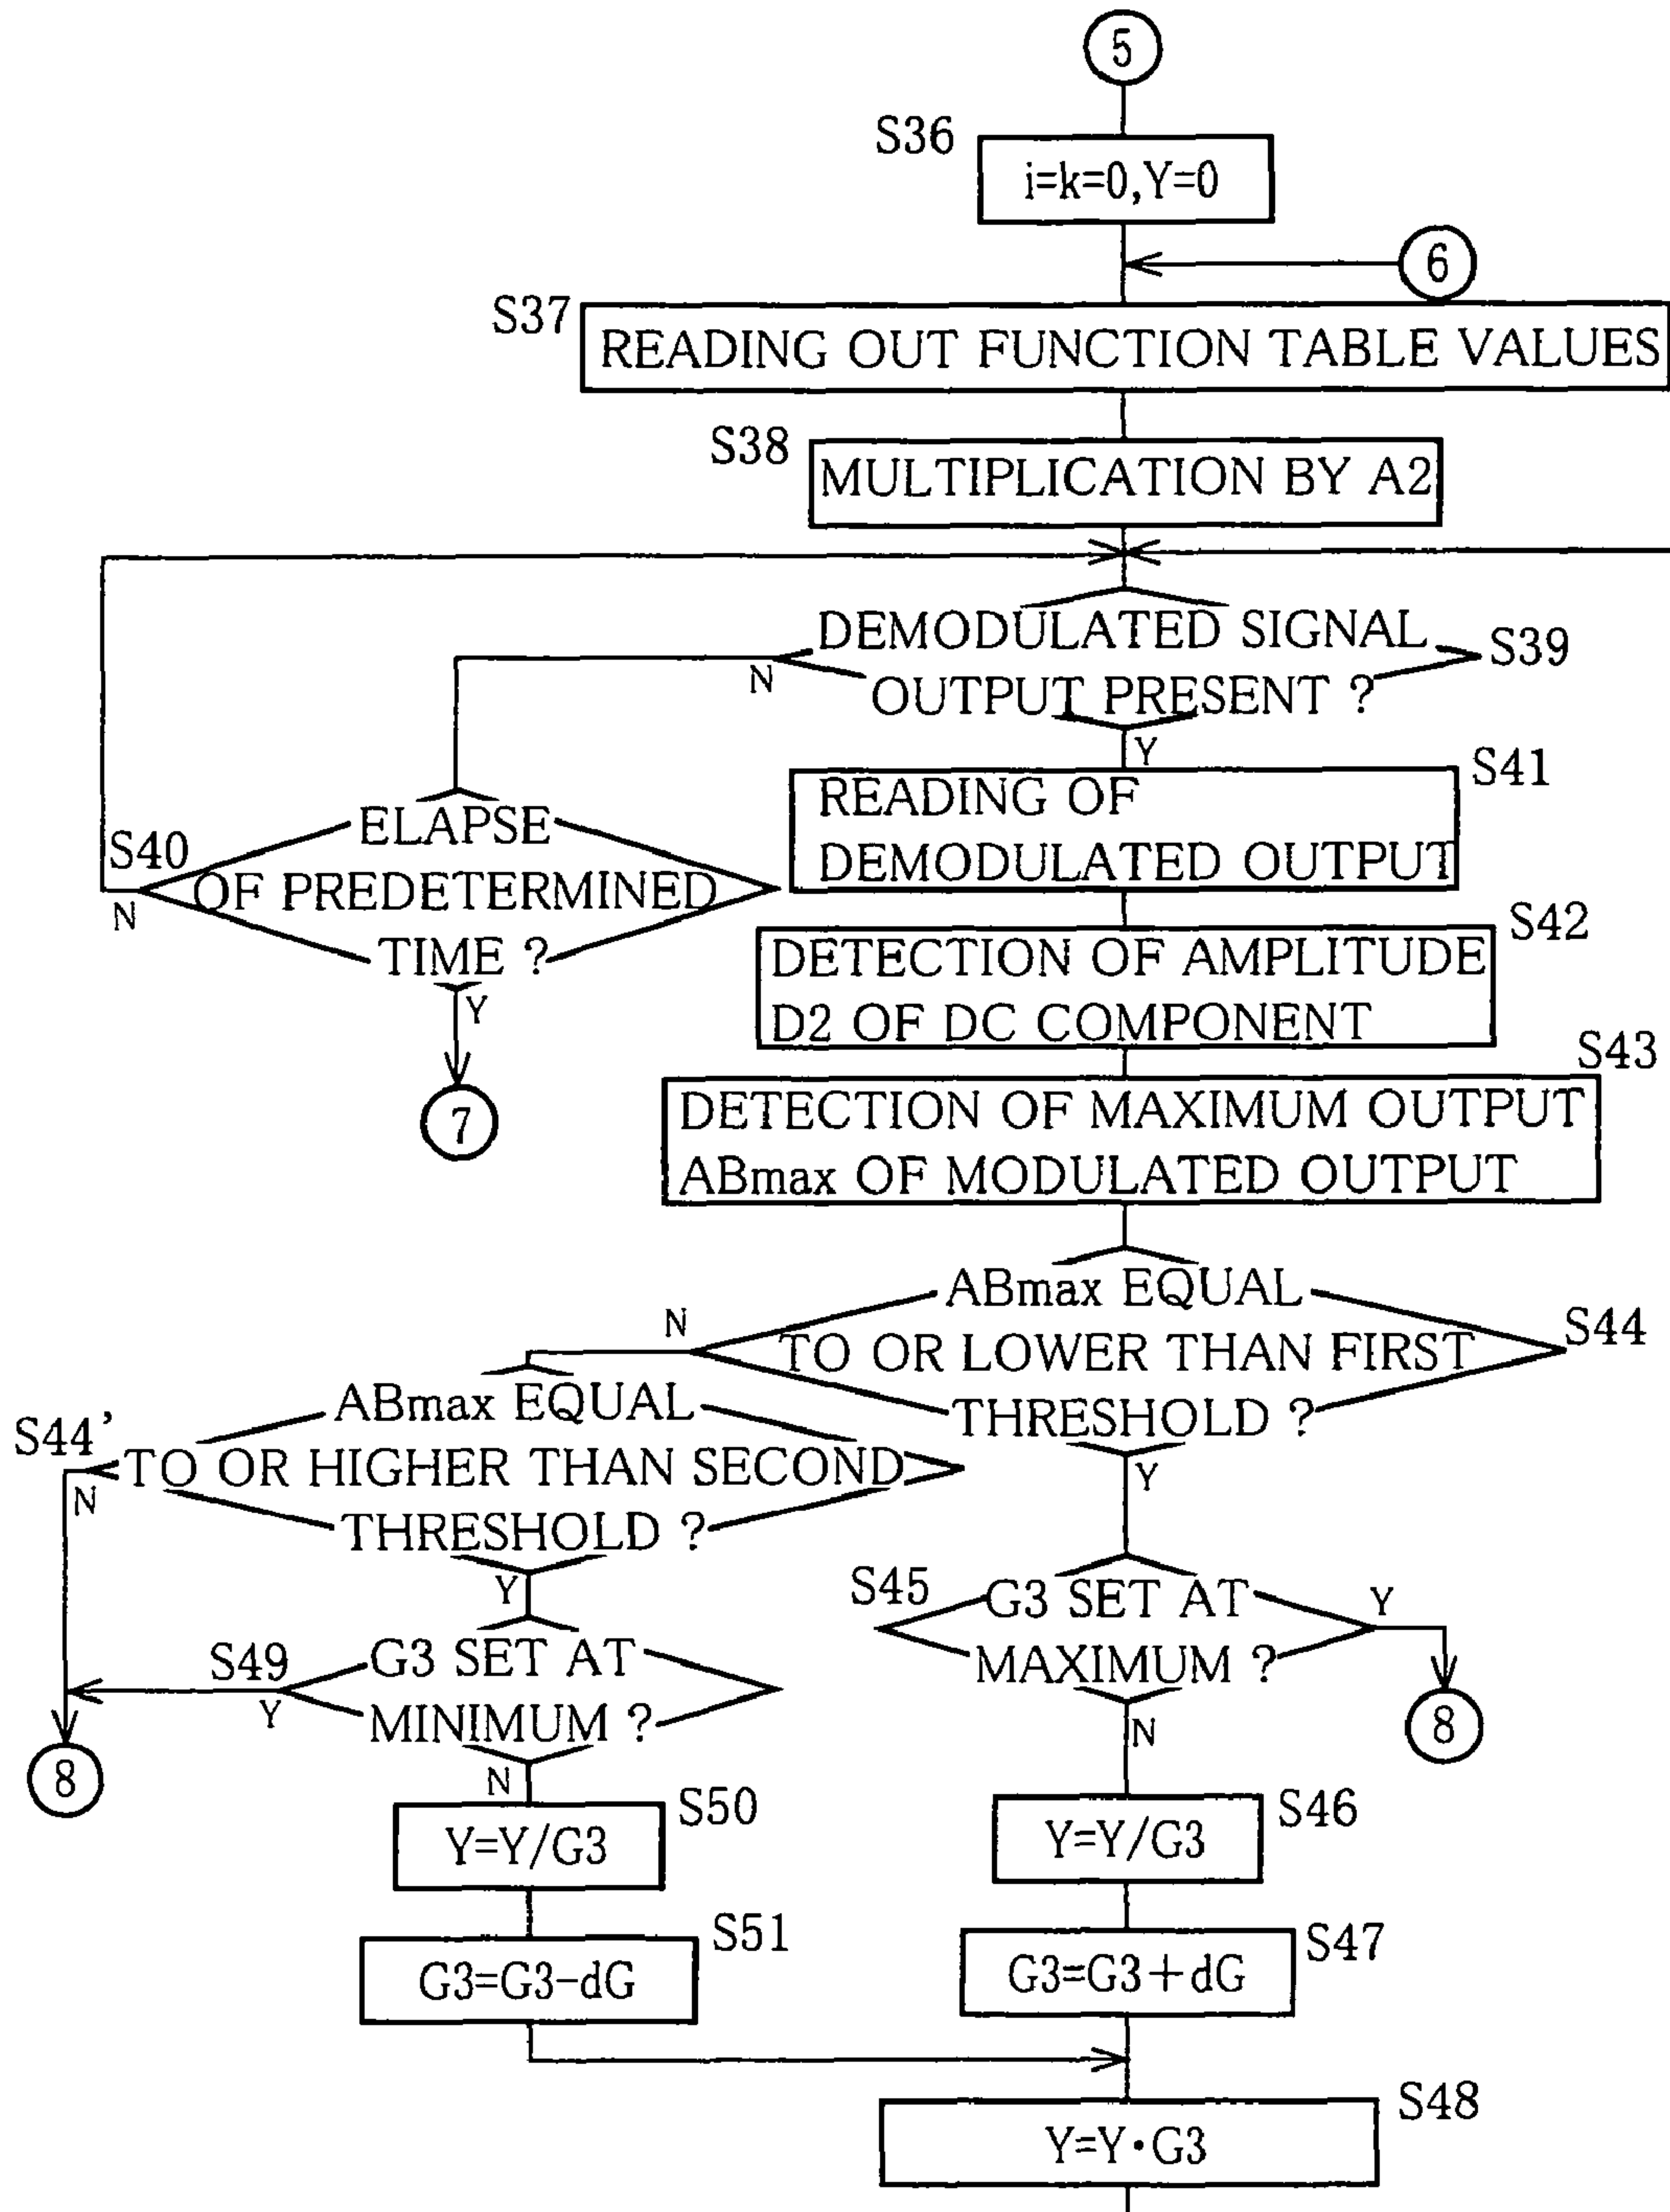 5
S36
i=k=0,Y=0
6
S37
READING OUT FUNCTION TABLE VALUES
S38
MULTIPLICATION BY A2
DEMODULATED SIGNAL
OUTPUT PRESENT ?
S39
N
Y
S41
READING OF
DEMODULATED OUTPUT
S40
ELAPSE
OF PREDETERMINED
TIME ?
N
Y
7
S42
DETECTION OF AMPLITUDE
D2 OF DC COMPONENT
S43
DETECTION OF MAXIMUM OUTPUT
ABmax OF MODULATED OUTPUT
S44
ABmax EQUAL
TO OR LOWER THAN FIRST
THRESHOLD ?
N
Y
S44'
ABmax EQUAL
TO OR HIGHER THAN SECOND
THRESHOLD ?
N
Y
S45
G3 SET AT
MAXIMUM ?
Y
8
N
S49
G3 SET AT
MINIMUM ?
Y
8
N
S50
Y=Y/G3
S46
Y=Y/G3
S51
G3=G3-dG
S47
G3=G3+dG
S48
Y=Y·G3